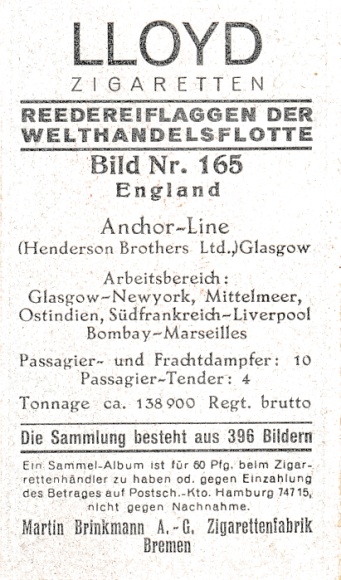 LLOYD
ZIGARETTEN
REEDEREIFLAGGEN DER
WELTHANDELSFLOTTE
Bild Nr. 165
England
Anchor-Line
(Henderson Brothers Ltd.,)Glasgow
Arbeitsbereich:
Glasgow-Newyork, Mittelmeer,
Ostindien, Südfrankreich-Liverpool
Bombay-Marseilles
Passagier- und Frachtdampfer: 10
Passagier-Tender: 4
Tonnage ca. 138900 Regt. brutto
Die Sammlung besteht aus 396 Bildern
Ein Sammel-Album ist für 60 Pfg. beim Zigar-
rettenhändler zu haben od. gegen Einzahlung
des Betrages auf Postsch.-Kto. Hamburg 74715,
nicht gegen Nachnahme.
Martin Brinkmann A.-G. Zigarettenfabrik
Bremen